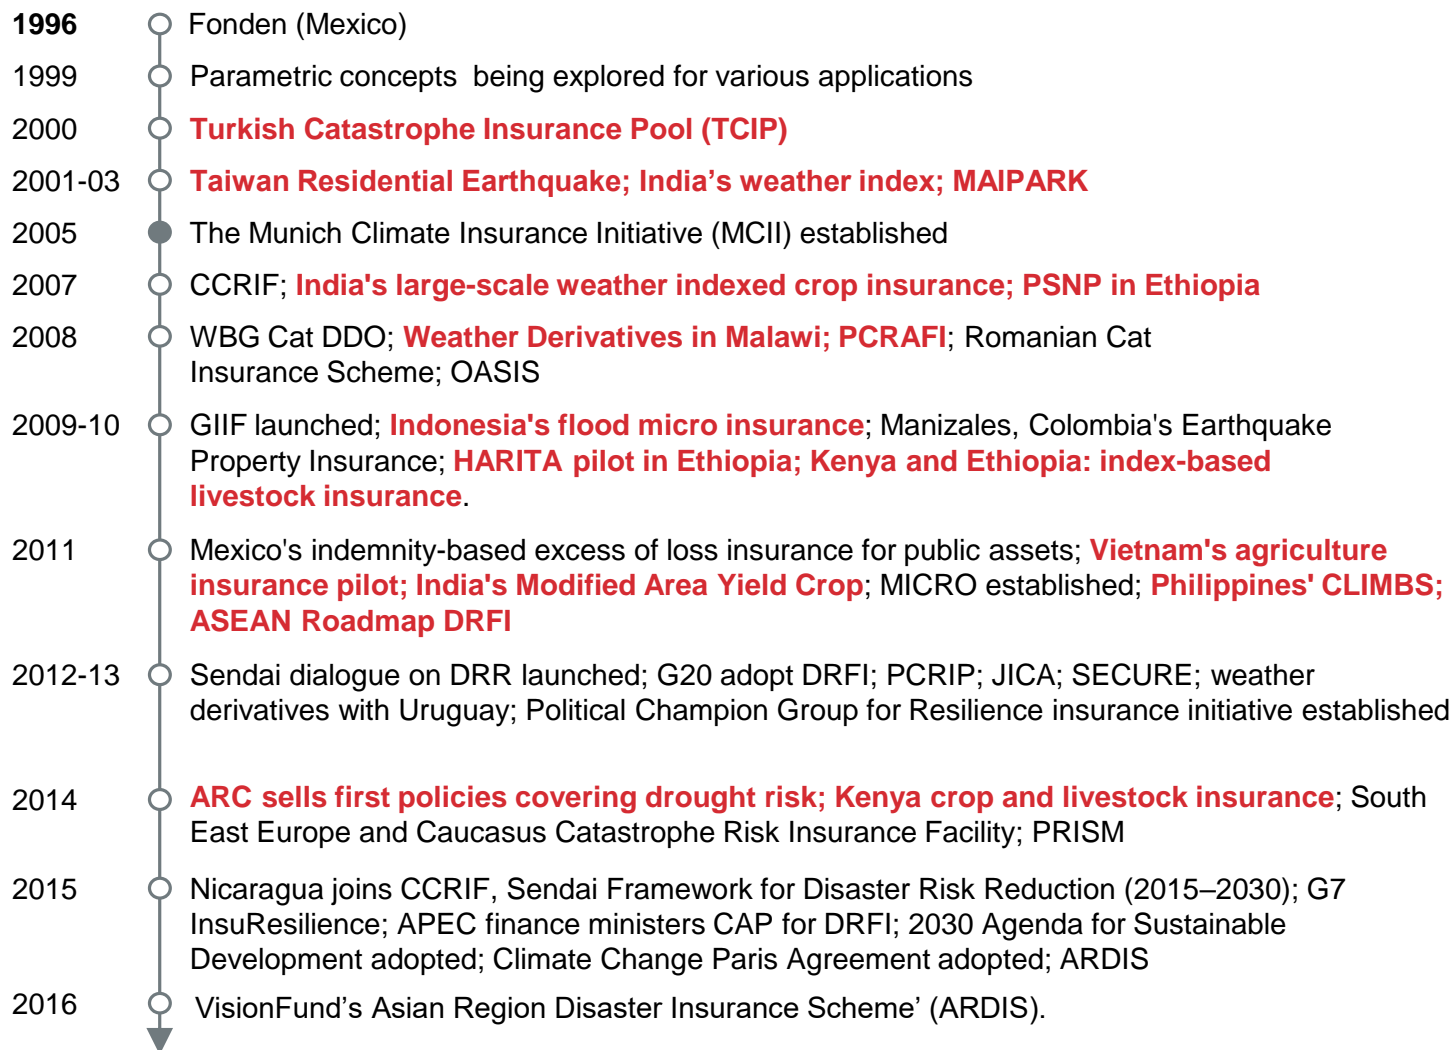 1996 Fonden (Mexico)
1999 Parametric concepts being explored for various applications
2000 Turkish Catastrophe Insurance Pool (TCIP)
2001-03 Taiwan Residential Earthquake; India’s weather index; MAIPARK
2005 The Munich Climate Insurance Initiative (MCII) established
2007 CCRIF; India's large-scale weather indexed crop insurance; PSNP in Ethiopia
2008 WBG Cat DDO; Weather Derivatives in Malawi; PCRAFI; Romanian Cat
Insurance Scheme; OASIS
2009-10 GIIF launched; Indonesia's flood micro insurance; Manizales, Colombia's Earthquake
Property Insurance; HARITA pilot in Ethiopia; Kenya and Ethiopia: index-based
livestock insurance.
2011 Mexico's indemnity-based excess of loss insurance for public assets; Vietnam's agriculture
insurance pilot; India's Modified Area Yield Crop; MICRO established; Philippines' CLIMBS;
ASEAN Roadmap DRFI
2012-13 Sendai dialogue on DRR launched; G20 adopt DRFI; PCRIP; JICA; SECURE; weather
derivatives with Uruguay; Political Champion Group for Resilience insurance initiative established
2014 ARC sells first policies covering drought risk; Kenya crop and livestock insurance; South
East Europe and Caucasus Catastrophe Risk Insurance Facility; PRISM
2015 Nicaragua joins CCRIF, Sendai Framework for Disaster Risk Reduction (2015–2030); G7
InsuResilience; APEC finance ministers CAP for DRFI; 2030 Agenda for Sustainable
Development adopted; Climate Change Paris Agreement adopted; ARDIS
2016 VisionFund’s Asian Region Disaster Insurance Scheme’ (ARDIS).